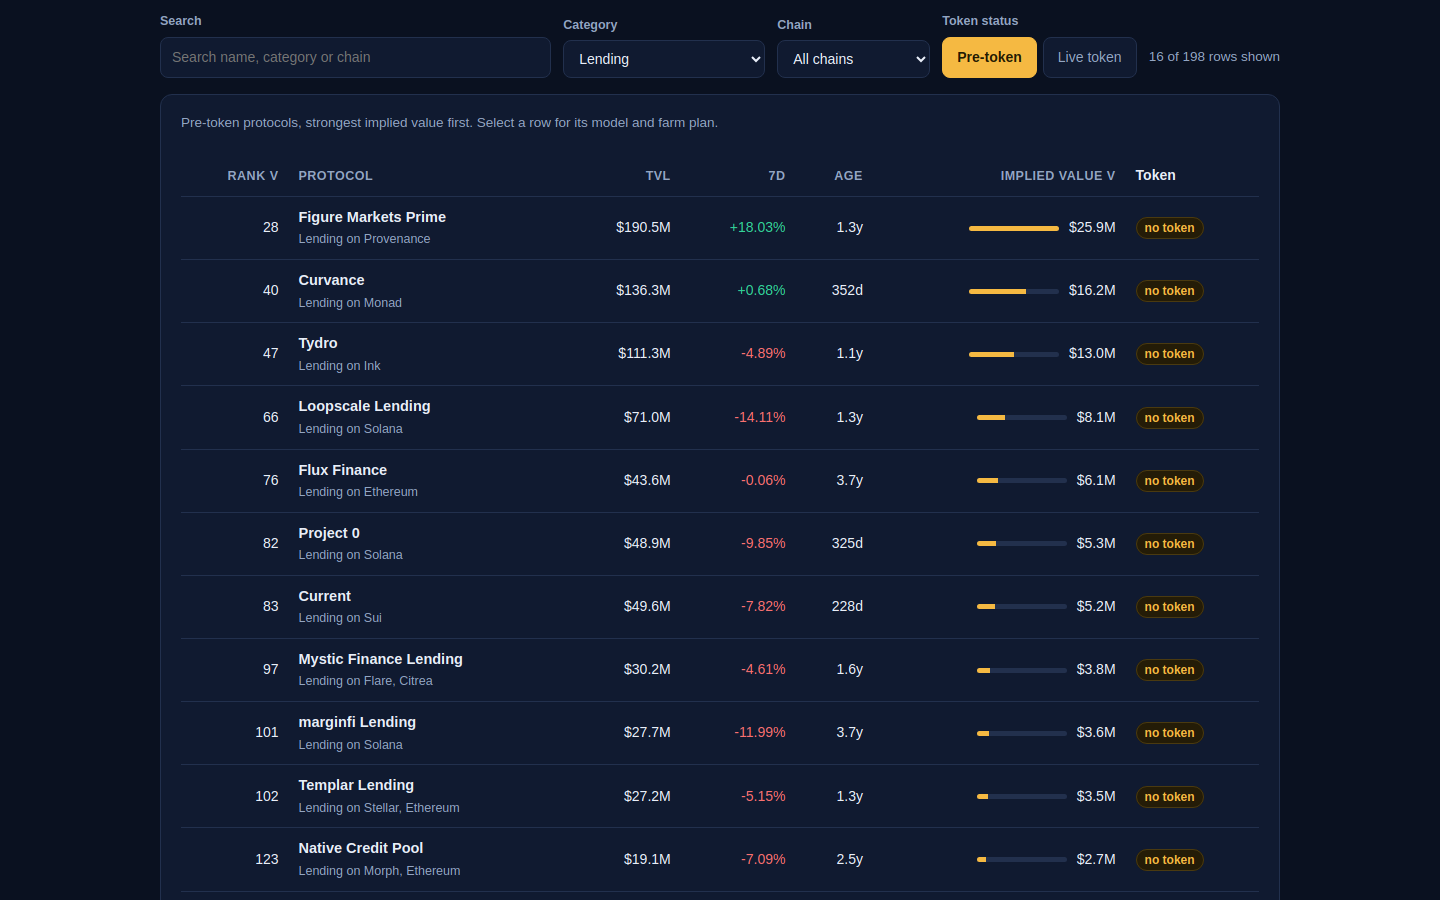 Search
Category
Chain
Token status
Search name, category or chain
Lending
All chains
Pre-token
Live token
16 of 198 rows shown
Pre-token protocols, strongest implied value first. Select a row for its model and farm plan.
RANK V PROTOCOL TVL 7D AGE IMPLIED VALUE V Token
28 Figure Markets Prime $190.5M +18.03% 1.3y $25.9M no token
Lending on Provenance
40 Curvance $136.3M +0.68% 352d $16.2M no token
Lending on Monad
47 Tydro $111.3M -4.89% 1.1y $13.0M no token
Lending on Ink
66 Loopscale Lending $71.0M -14.11% 1.3y $8.1M no token
Lending on Solana
76 Flux Finance $43.6M -0.06% 3.7y $6.1M no token
Lending on Ethereum
82 Project 0 $48.9M -9.85% 325d $5.3M no token
Lending on Solana
83 Current $49.6M -7.82% 228d $5.2M no token
Lending on Sui
97 Mystic Finance Lending $30.2M -4.61% 1.6y $3.8M no token
Lending on Flare, Citrea
101 marginfi Lending $27.7M -11.99% 3.7y $3.6M no token
Lending on Solana
102 Templar Lending $27.2M -5.15% 1.3y $3.5M no token
Lending on Stellar, Ethereum
123 Native Credit Pool $19.1M -7.09% 2.5y $2.7M no token
Lending on Morph, Ethereum